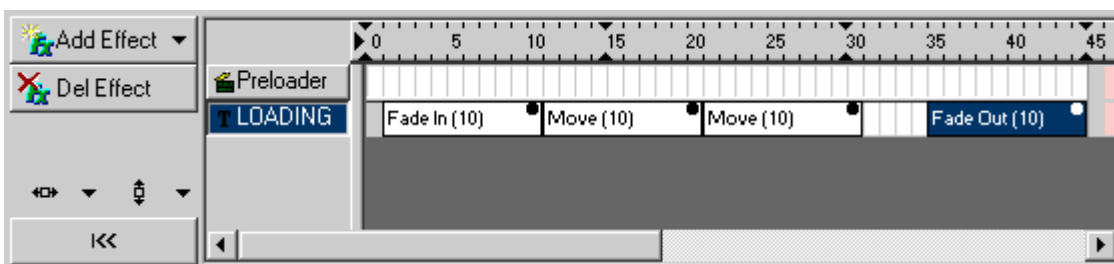 Add Effect
0 5 10 15 20 25 30 35 40 45
Del Effect
Preloader
LOADING
Fade In (10) Move (10) Move (10) Fade Out (10)